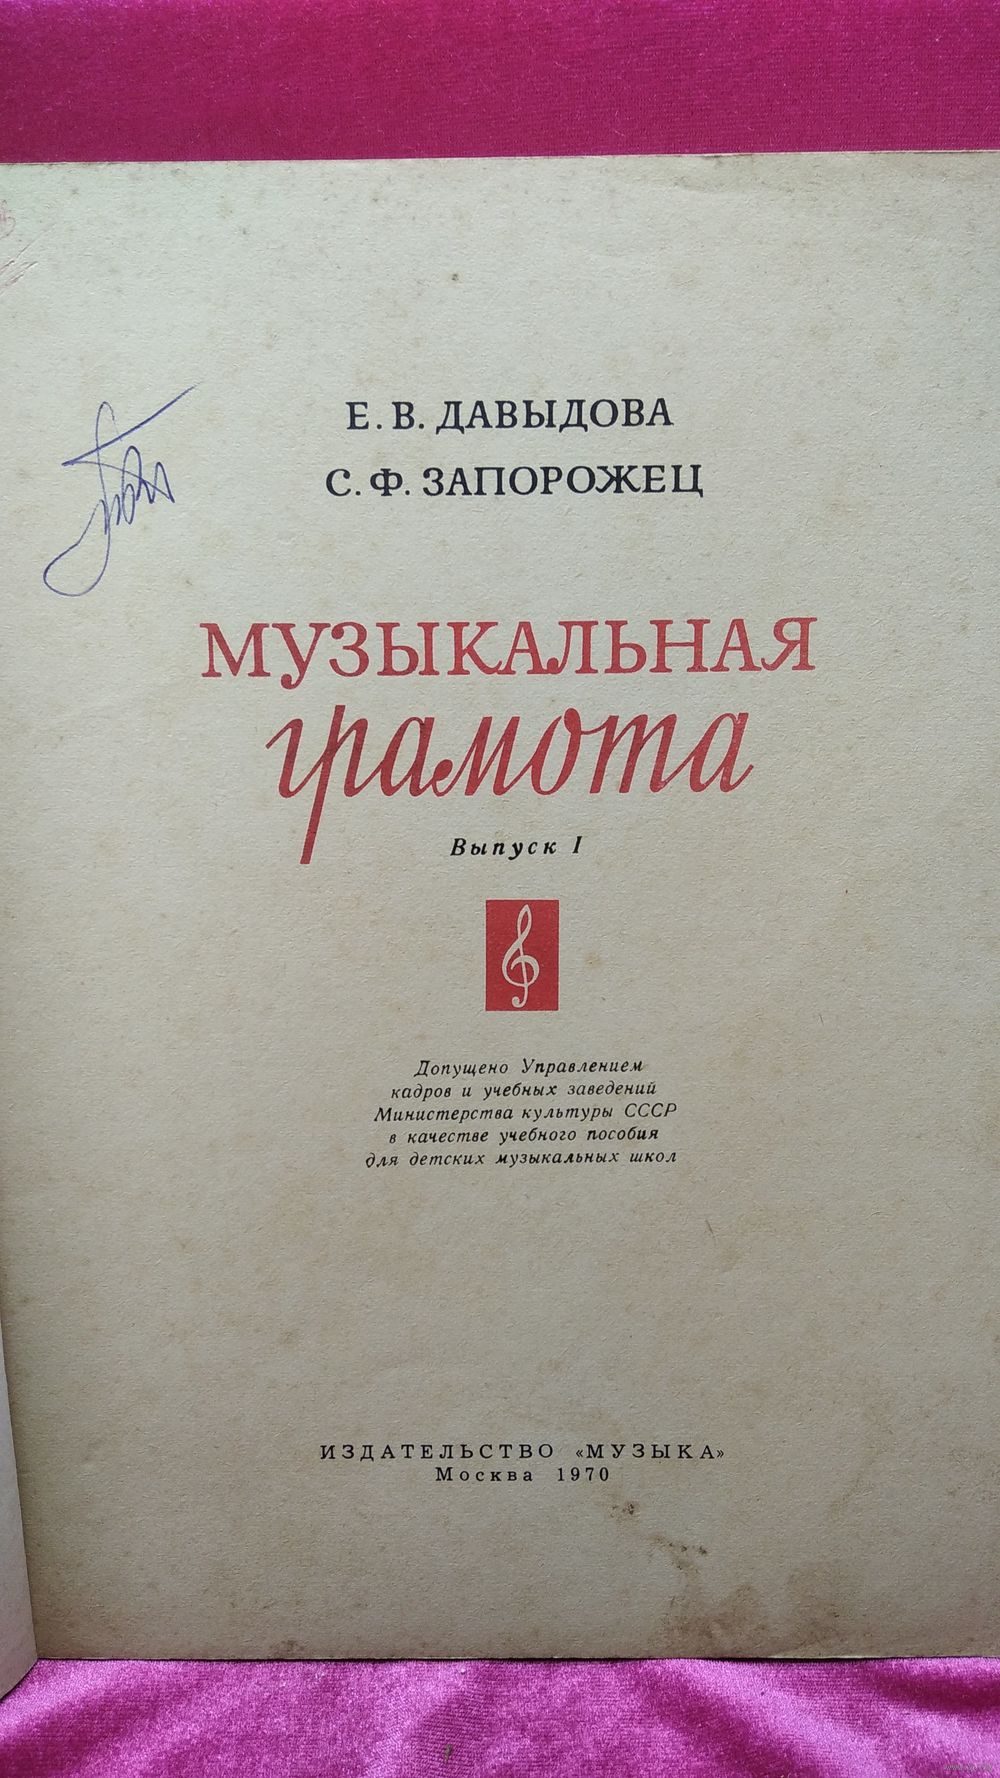 Е. В. ДАВЫДОВА
С. Ф. ЗАПОРОЖЕЦ
МУЗЫКАЛЬНАЯ
грамота
Выпуск I
Допущено Управлением
кадров и учебных заведений
Министерства культуры СССР
в качестве учебного пособия
для детских музыкальных школ
ИЗДАТЕЛЬСТВО «МУЗЫКА»
Москва 1970